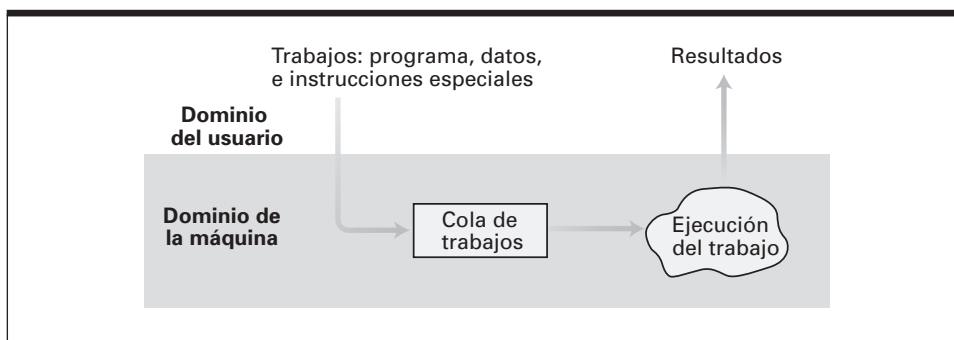 Trabajos: programa, datos,
e instrucciones especiales
Resultados
Dominio
del usuario
Dominio de
la máquina
Cola de
trabajos
Ejecución
del trabajo